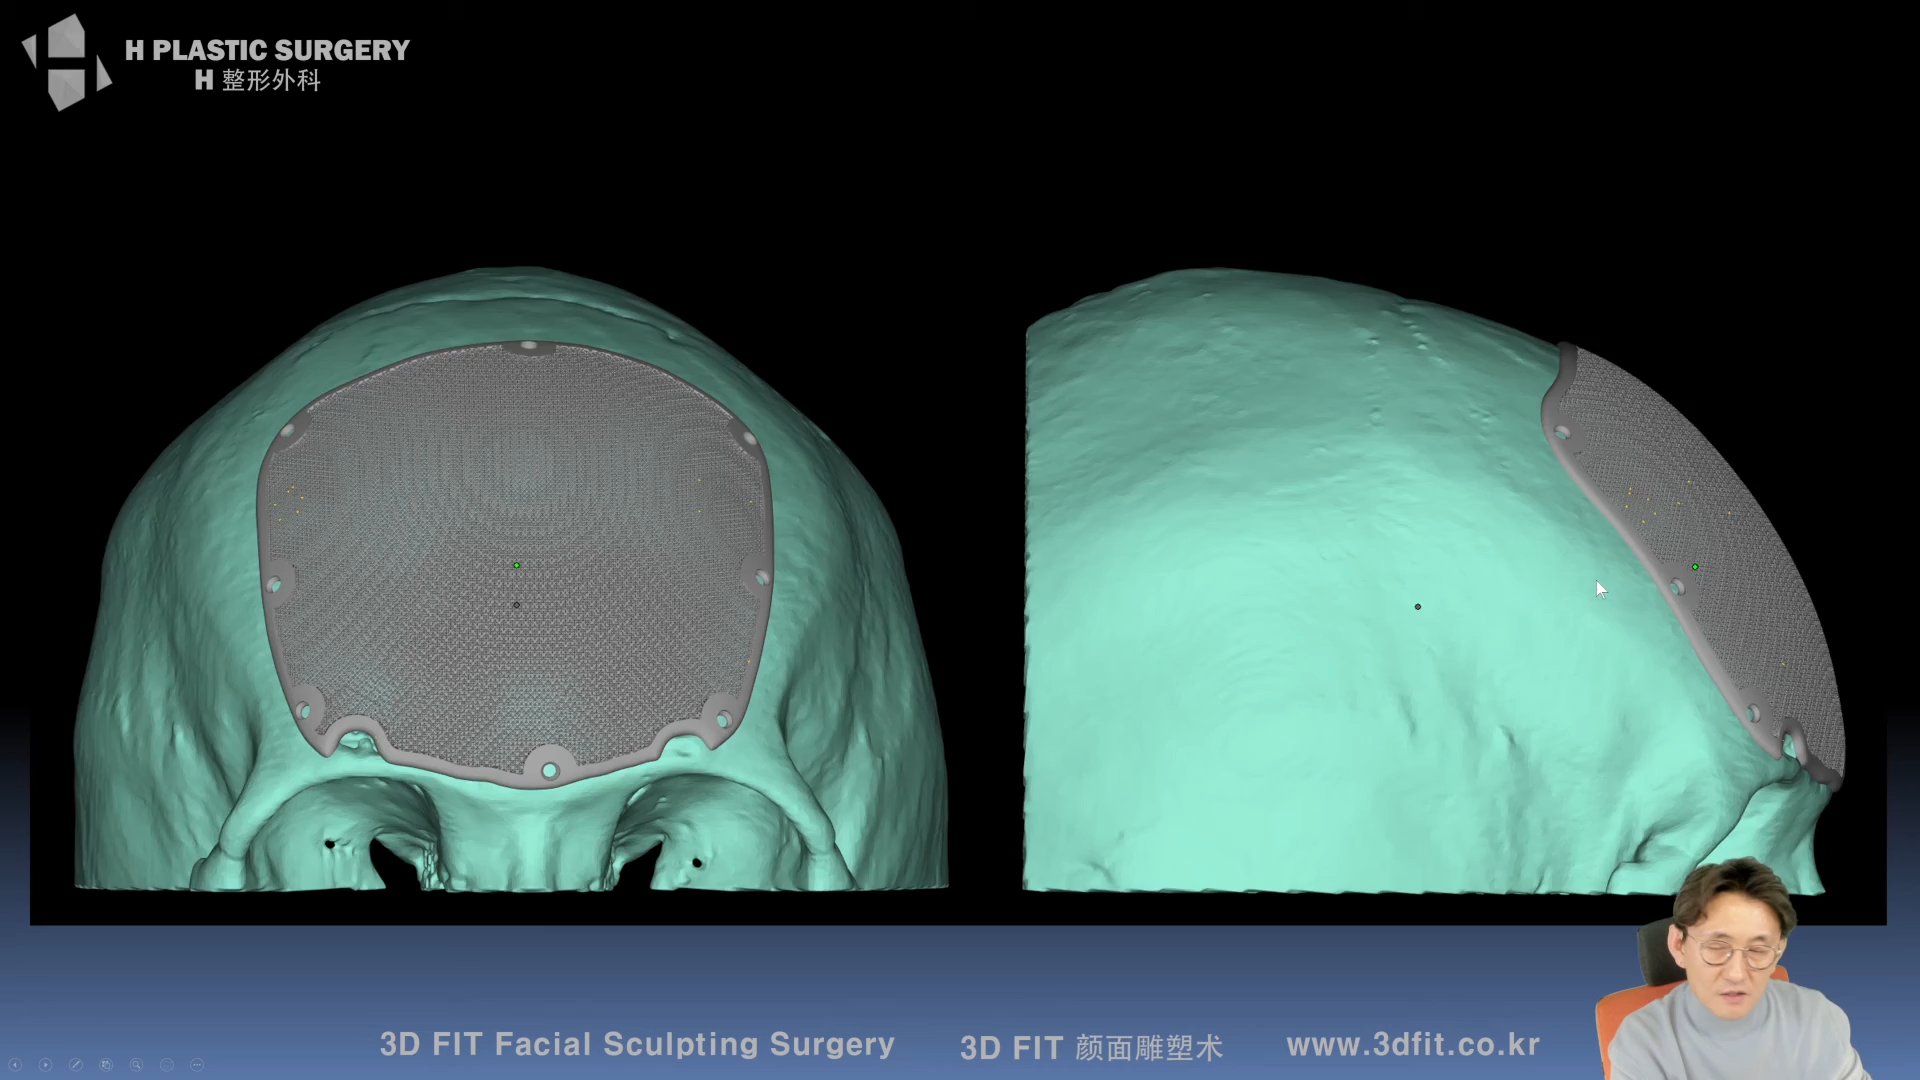 H PLASTIC SURGERY
H 整形外科
3D FIT Facial Sculpting Surgery
3D FIT 颜面雕塑术
www.3dfit.co.kr